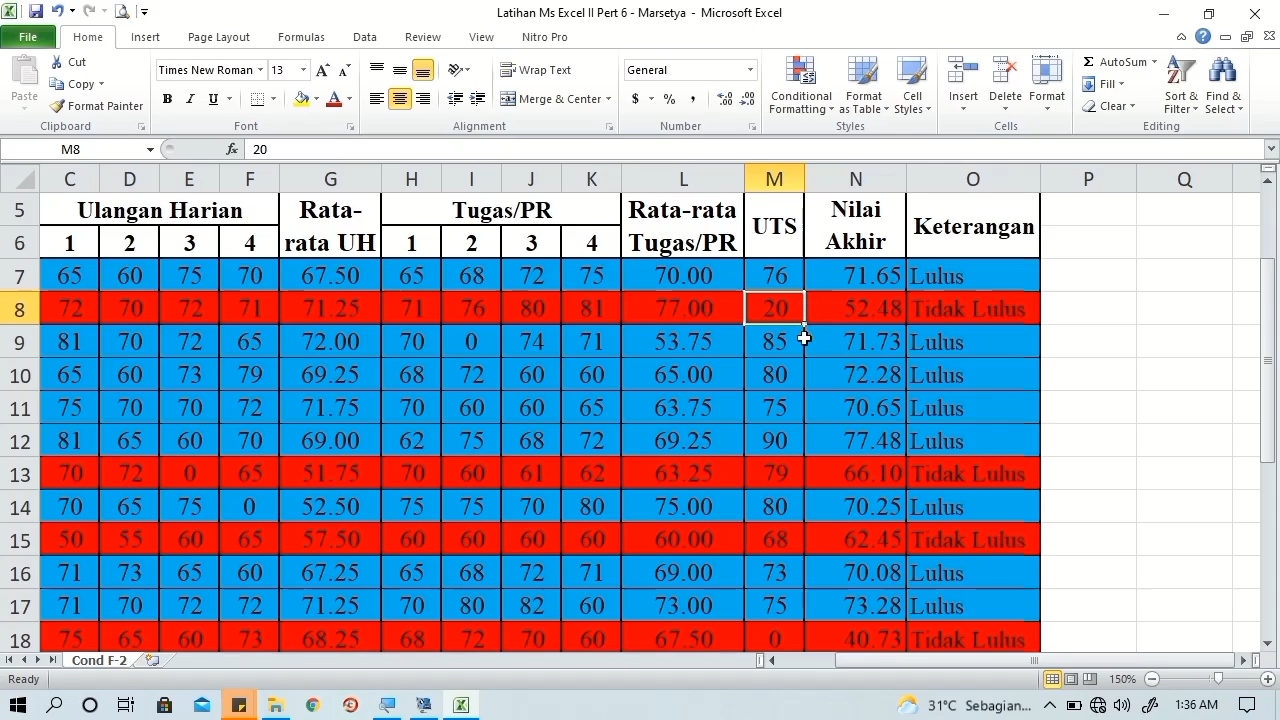 Latihan Ms Excel II Pert 6 - Marsetya - Microsoft Excel
File Home Insert Page Layout Formulas Data Review View Nitro Pro
Paste
Cut
Copy
Format Painter
Clipboard
Times New Roman 13
B I U
Font
Wrap Text
Merge & Center
Alignment
General
$ % ,
Number
Conditional Formatting
Format as Table
Cell Styles
Styles
Insert Delete Format
Cells
AutoSum
Fill
Clear
Sort & Filter
Find & Select
Editing
M8 fx 20
C D E F G H I J K L M N O P Q
5 Ulangan Harian Rata- Tugas/PR Rata-rata UTS Nilai Keterangan
6 1 2 3 4 rata UH 1 2 3 4 Tugas/PR Akhir
7 65 60 75 70 67.50 65 68 72 75 70.00 76 71.65 Lulus
8 72 70 72 71 71.25 71 76 80 81 77.00 20 52.48 Tidak Lulus
9 81 70 72 65 72.00 70 0 74 71 53.75 85 71.73 Lulus
10 65 60 73 79 69.25 68 72 60 60 65.00 80 72.28 Lulus
11 75 70 70 72 71.75 70 60 60 65 63.75 75 70.65 Lulus
12 81 65 60 70 69.00 62 75 68 72 69.25 90 77.48 Lulus
13 70 72 0 65 51.75 70 60 61 62 63.25 79 66.10 Tidak Lulus
14 70 65 75 0 52.50 75 75 70 80 75.00 80 70.25 Lulus
15 50 55 60 65 57.50 60 60 60 60 60.00 68 62.45 Tidak Lulus
16 71 73 65 60 67.25 65 68 72 71 69.00 73 70.08 Lulus
17 71 70 72 72 71.25 70 80 82 60 73.00 75 73.28 Lulus
18 75 65 60 73 68.25 68 72 70 60 67.50 0 40.73 Tidak Lulus
Cond F-2
Ready 150%
31°C Sebagian... 1:36 AM